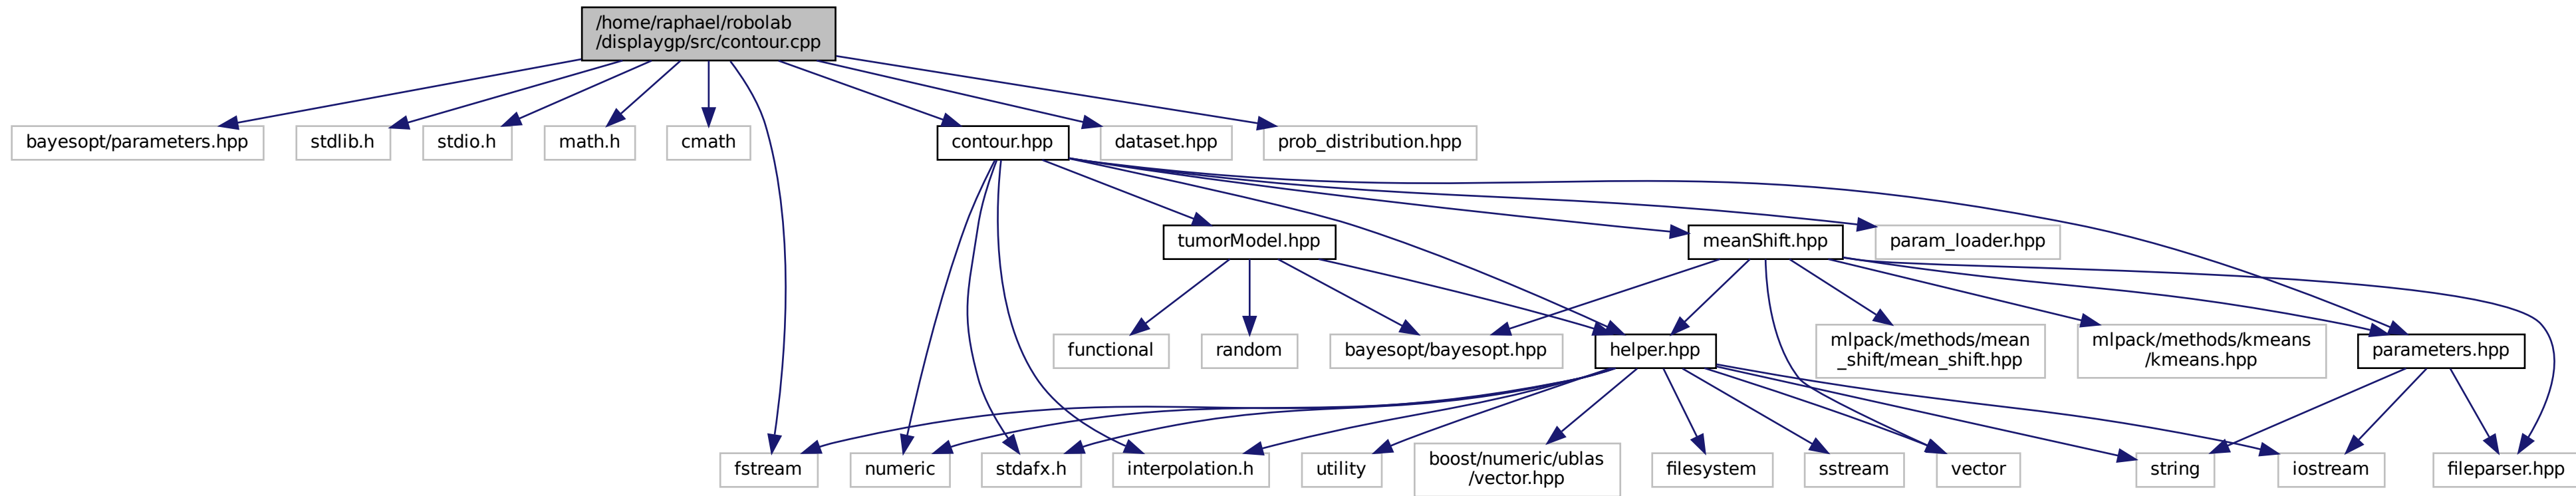 /home/raphael/robolab
/displaygp/src/contour.cpp
bayesopt/parameters.hpp
stdlib.h
stdio.h
math.h
cmath
contour.hpp
dataset.hpp
prob_distribution.hpp
tumorModel.hpp
meanShift.hpp
param_loader.hpp
functional
random
bayesopt/bayesopt.hpp
helper.hpp
mlpack/methods/mean
_shift/mean_shift.hpp
mlpack/methods/kmeans
/kmeans.hpp
parameters.hpp
fstream
numeric
stdafx.h
interpolation.h
utility
boost/numeric/ublas
/vector.hpp
filesystem
sstream
vector
string
iostream
fileparser.hpp